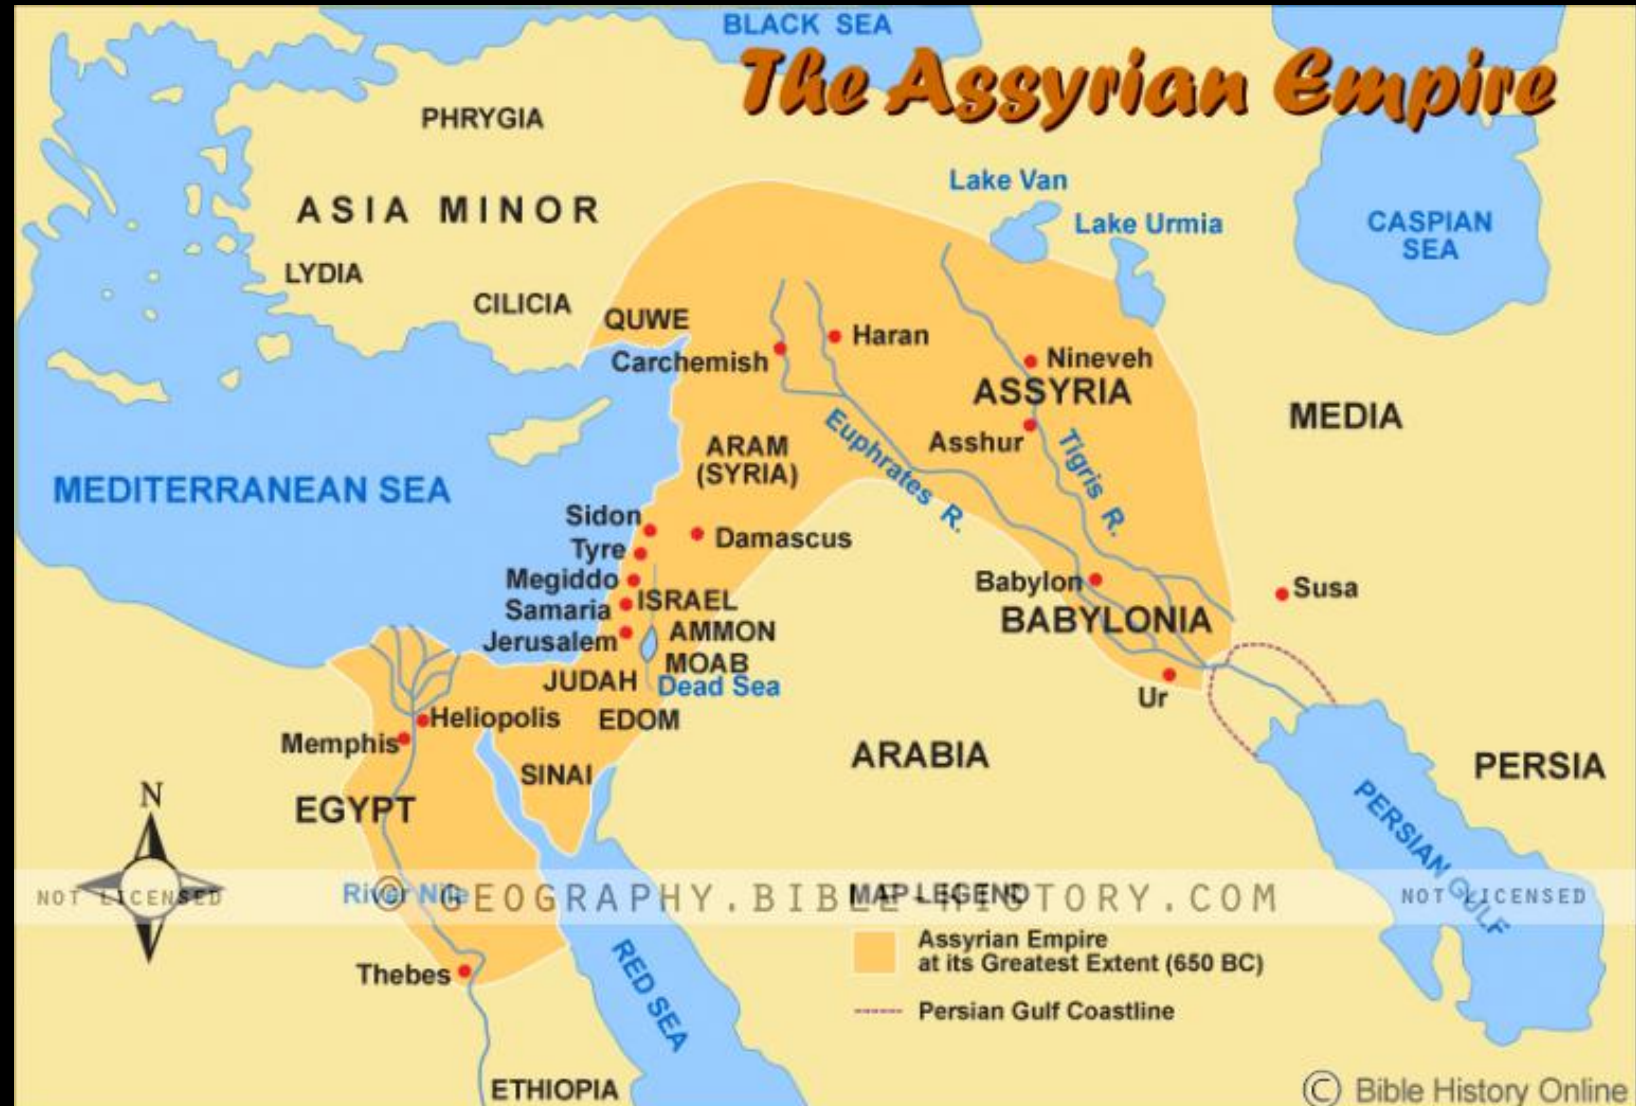 BLACK SEA
The Assyrian Empire
PHRYGIA
Lake Van
ASIA MINOR
Lake Urmia
CASPIAN
SEA
LYDIA
CILICIA
QUWE
Haran
Carchemish
Nineveh
ASSYRIA
MEDIA
Euphrates R.
Asshur
Tigris R.
ARAM
(SYRIA)
MEDITERRANEAN SEA
Sidon
Damascus
Tyre
Megiddo
Babylon
Susa
Samaria
ISRAEL
BABYLONIA
AMMON
Jerusalem
MOAB
JUDAH
Dead Sea
Ur
Heliopolis
EDOM
Memphis
ARABIA
PERSIA
SINAI
N
EGYPT
PERSIAN GULF
River Nile
MAP LEGEND
NOT LICENSED
© GEOGRAPHY.BIBLE-HISTORY.COM
NOT LICENSED
Assyrian Empire
at its Greatest Extent (650 BC)
Thebes
RED SEA
Persian Gulf Coastline
ETHIOPIA
© Bible History Online